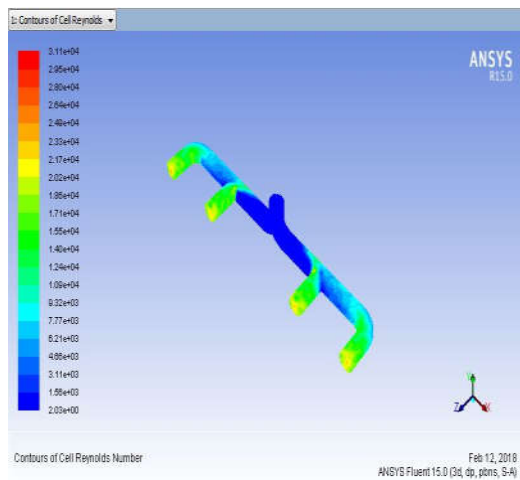 1: Contours of Cell Reynolds
3.11e+04
2.95e+04
2.80e+04
2.64e+04
2.49e+04
2.33e+04
2.17e+04
2.02e+04
1.86e+04
1.71e+04
1.55e+04
1.40e+04
1.24e+04
1.09e+04
9.32e+03
7.77e+03
6.21e+03
4.66e+03
3.11e+03
1.55e+03
2.03e+00
ANSYS
R15.0
Y
Z
X
Contours of Cell Reynolds Number
Feb 12, 2018
ANSYS Fluent 15.0 (3d, dp, pbns, S-A)